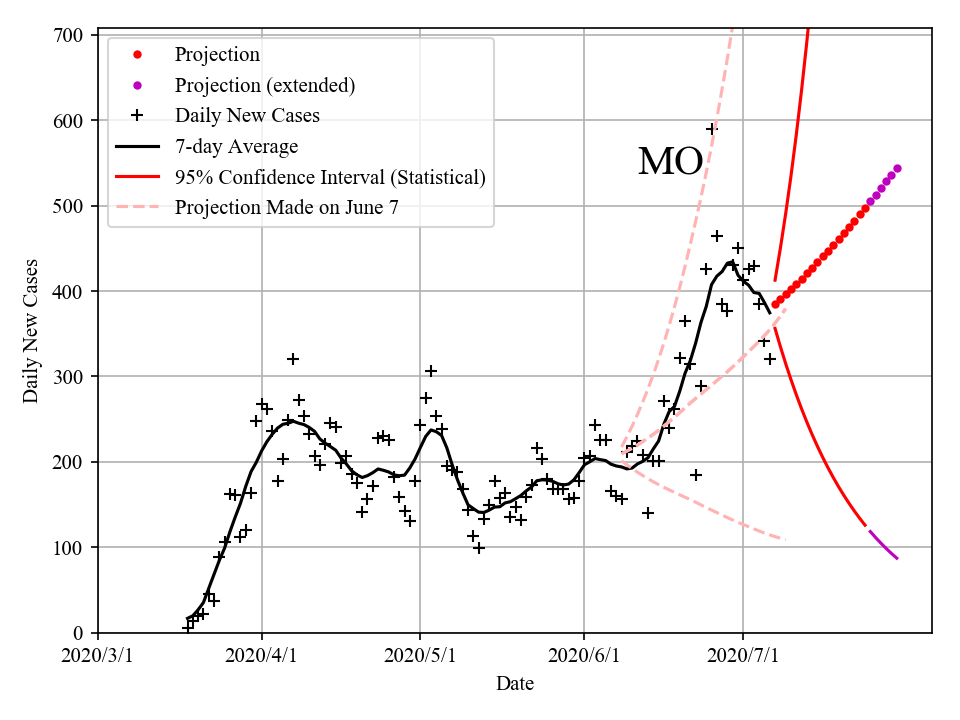 700
600
500
400
300
200
100
0
Daily New Cases
Projection
Projection (extended)
Daily New Cases
7-day Average
95% Confidence Interval (Statistical)
Projection Made on June 7
MO
2020/3/1 2020/4/1 2020/5/1 2020/6/1 2020/7/1
Date